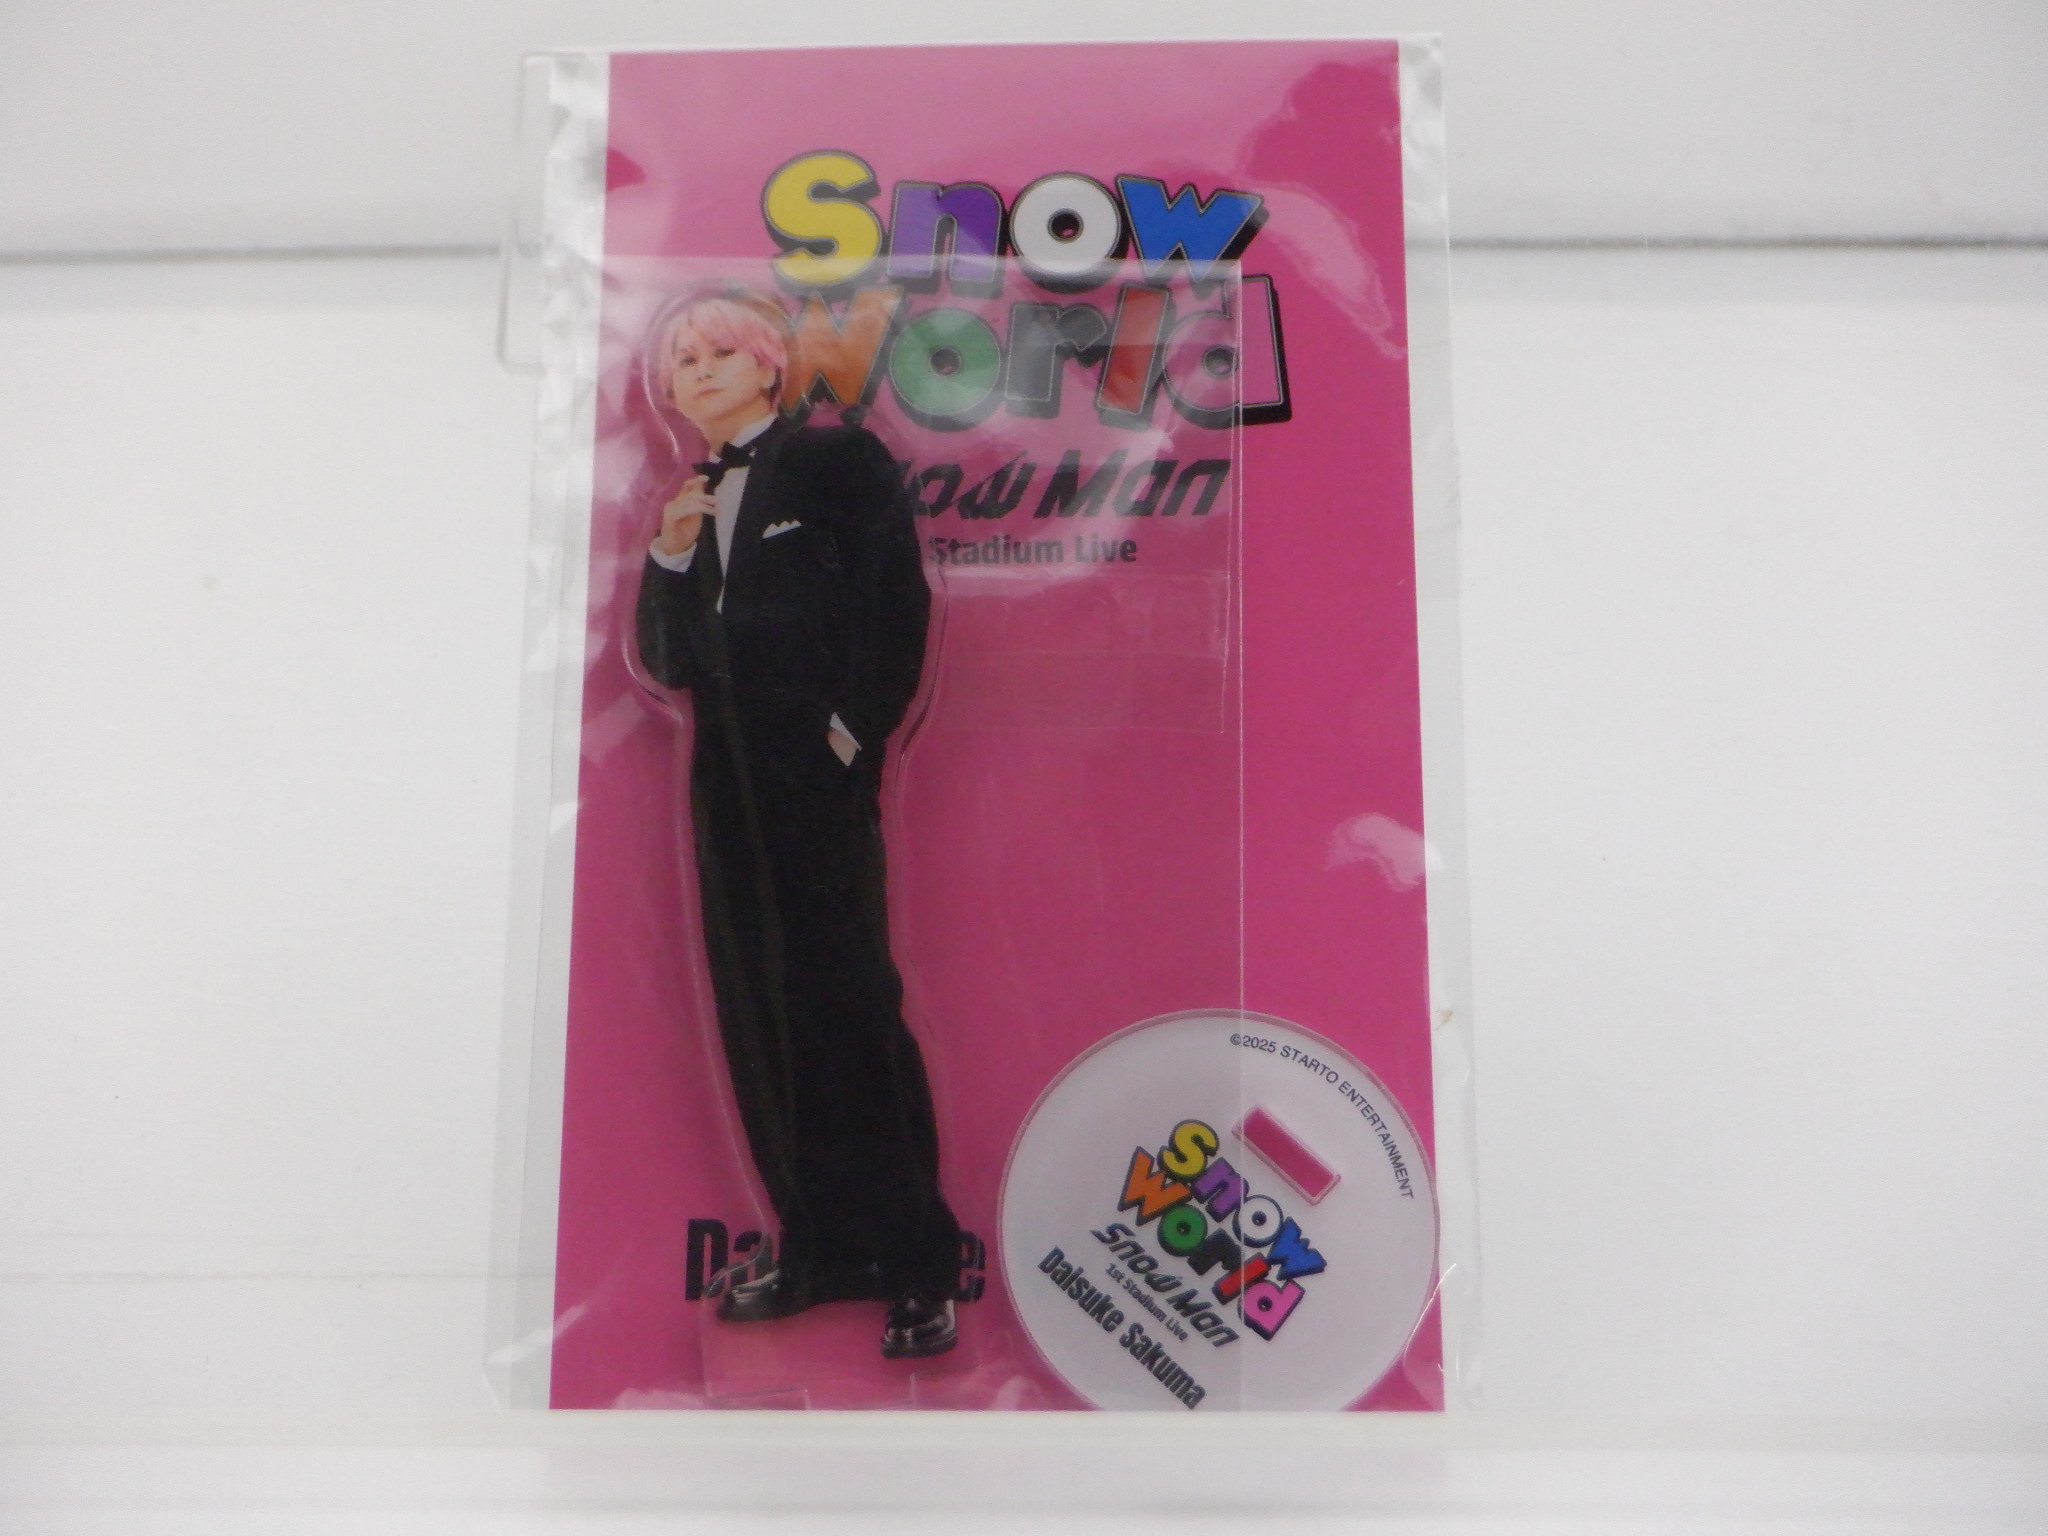 Snow
World
Snow Man
Stadium Live
©2025 STARTO ENTERTAINMENT
Snow
World
Snow Man
1st Stadium Live
Daisuke Sakuma